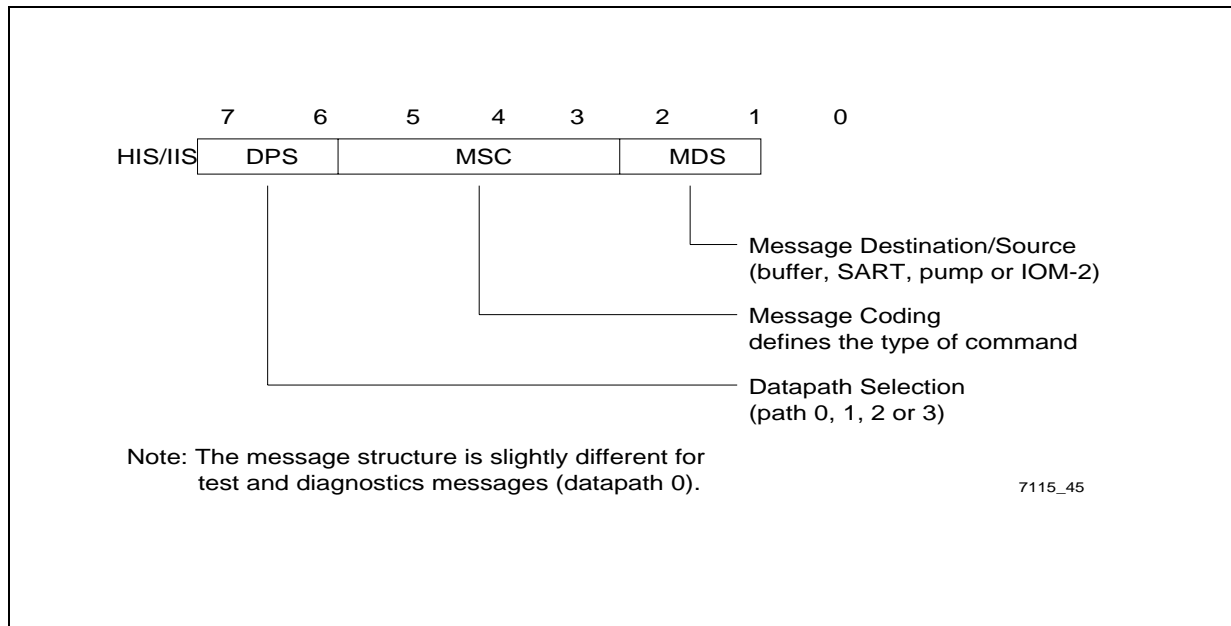 7 6 5 4 3 2 1 0
HIS/IIS DPS MSC MDS
Message Destination/Source
(buffer, SART, pump or IOM-2)
Message Coding
defines the type of command
Datapath Selection
(path 0, 1, 2 or 3)
Note: The message structure is slightly different for
test and diagnostics messages (datapath 0).
7115_45